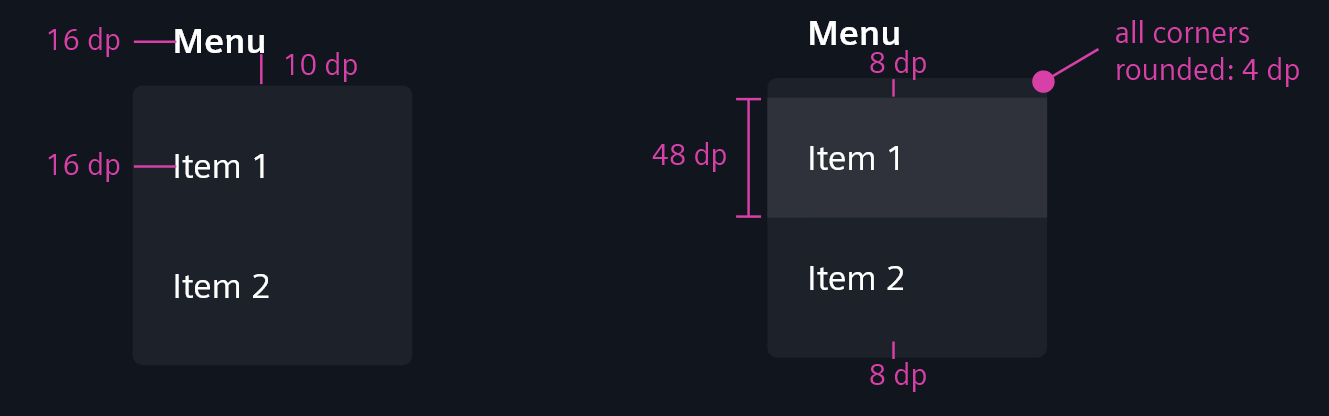 16 dp
Menu
10 dp
16 dp
Item 1
Item 2
Menu
8 dp
all corners
rounded: 4 dp
48 dp
Item 1
Item 2
8 dp